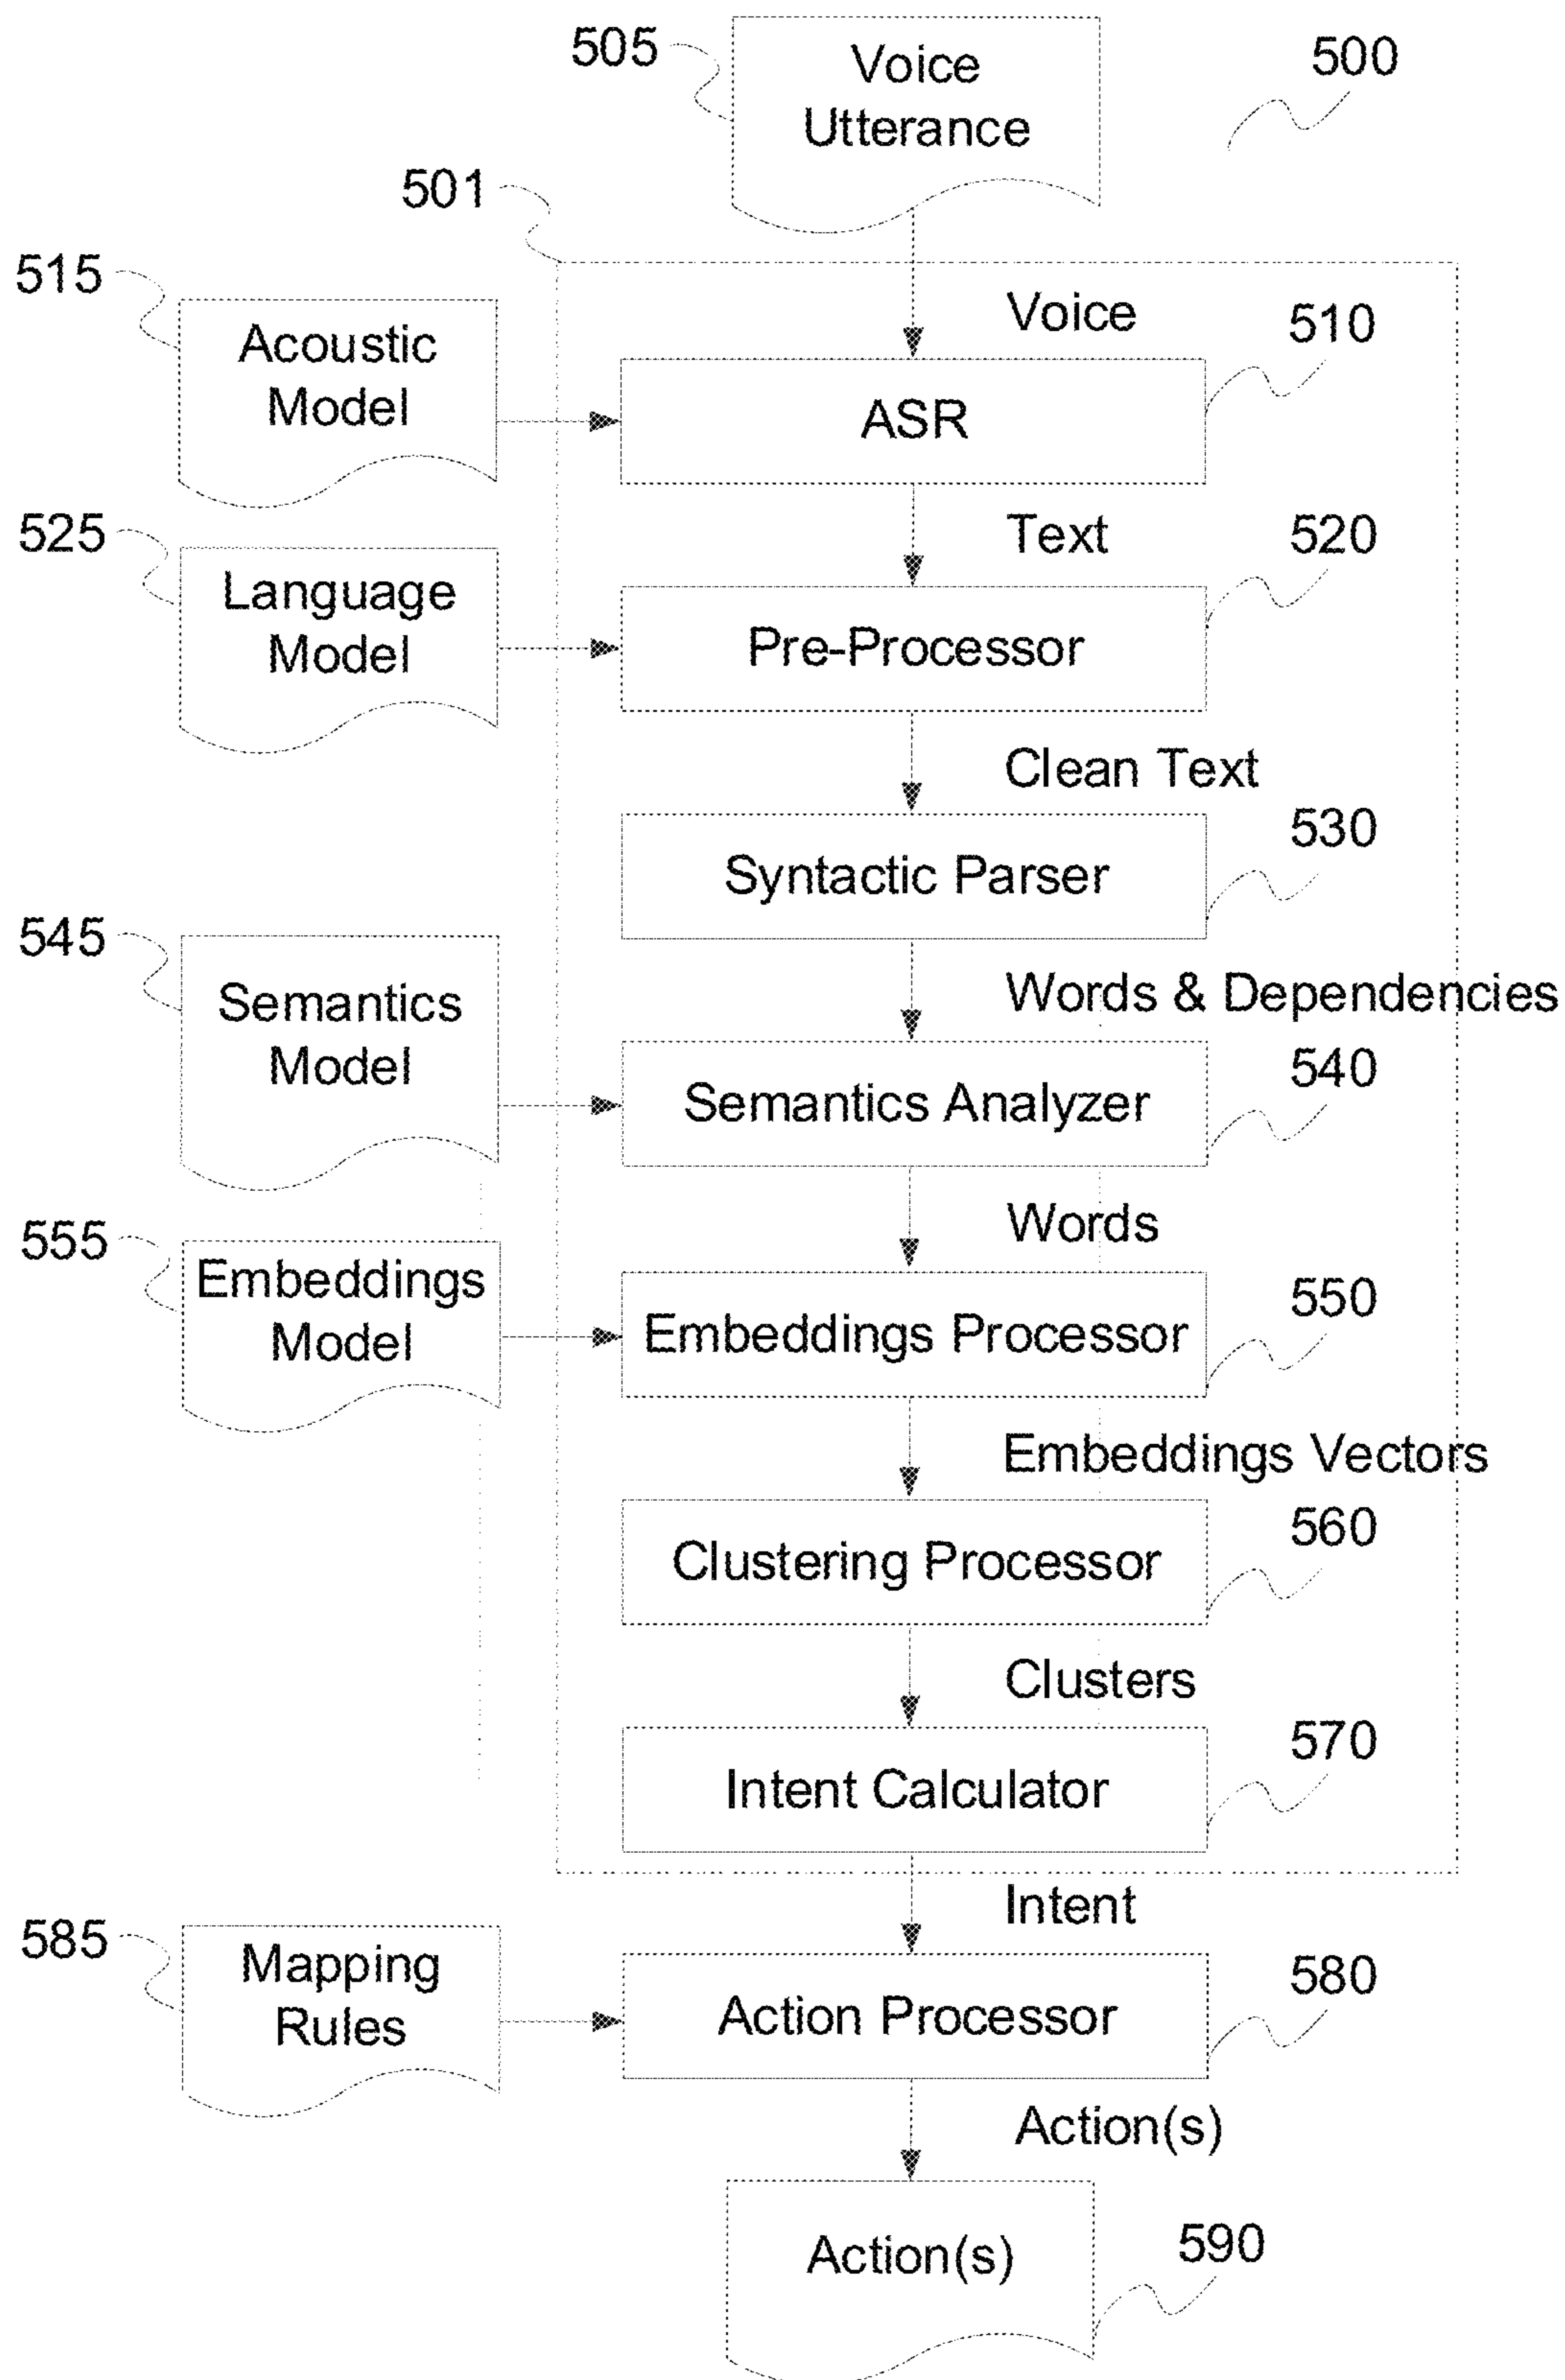 505
Voice
Utterance
500
501
515
Acoustic
Model
Voice
510
ASR
525
Language
Model
Text
520
Pre-Processor
Clean Text
530
Syntactic Parser
545
Semantics
Model
Words & Dependencies
540
Semantics Analyzer
Words
555
Embeddings
Model
550
Embeddings Processor
Embeddings Vectors
560
Clustering Processor
Clusters
570
Intent Calculator
Intent
585
Mapping
Rules
580
Action Processor
Action(s)
Action(s)
590